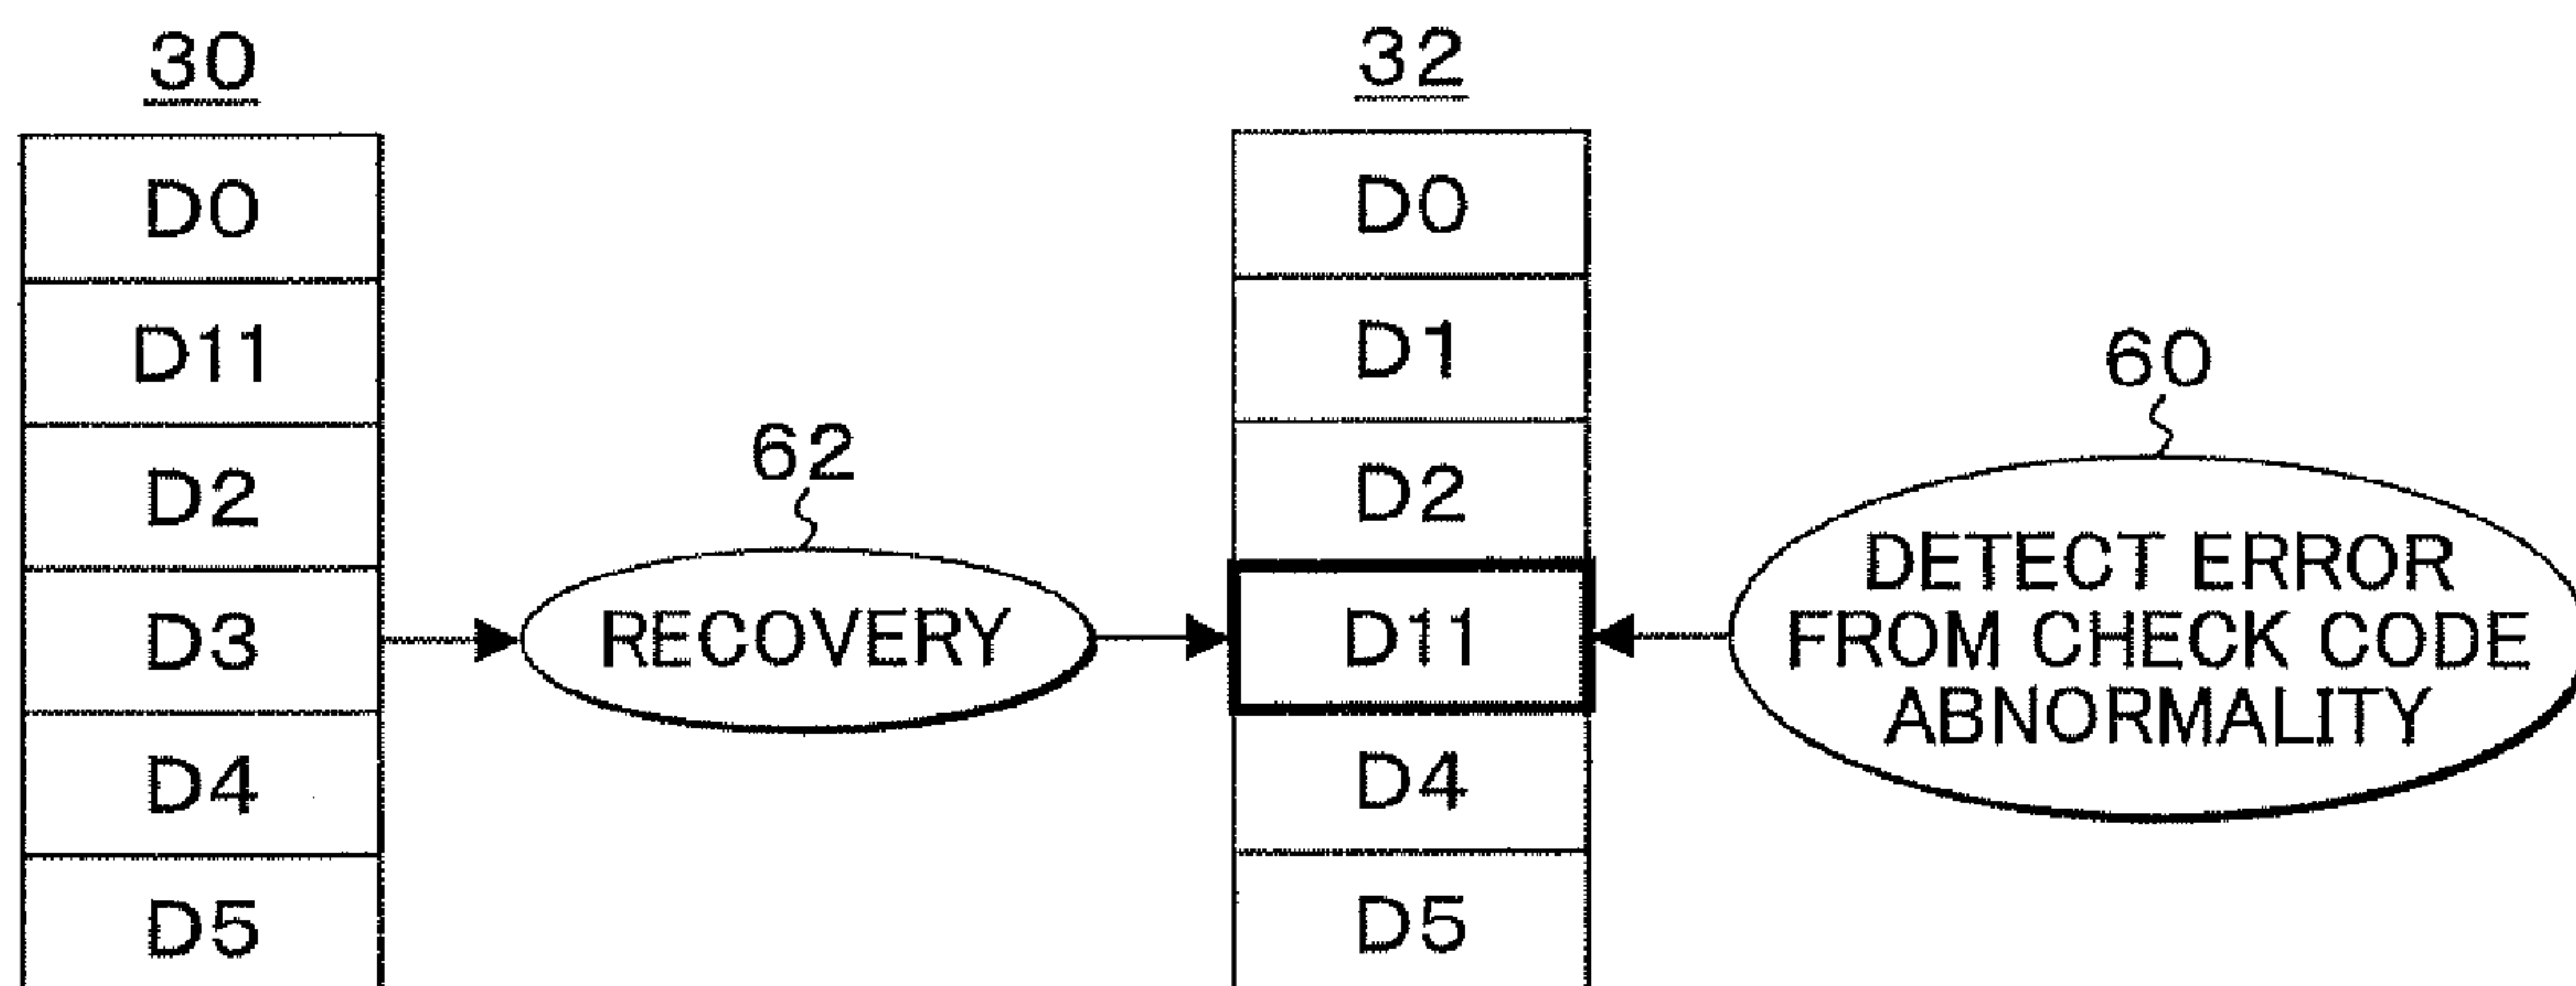 30
D0
D11
D2
D3
D4
D5
62
RECOVERY
32
D0
D1
D2
D11
D4
D5
60
DETECT ERROR
FROM CHECK CODE
ABNORMALITY